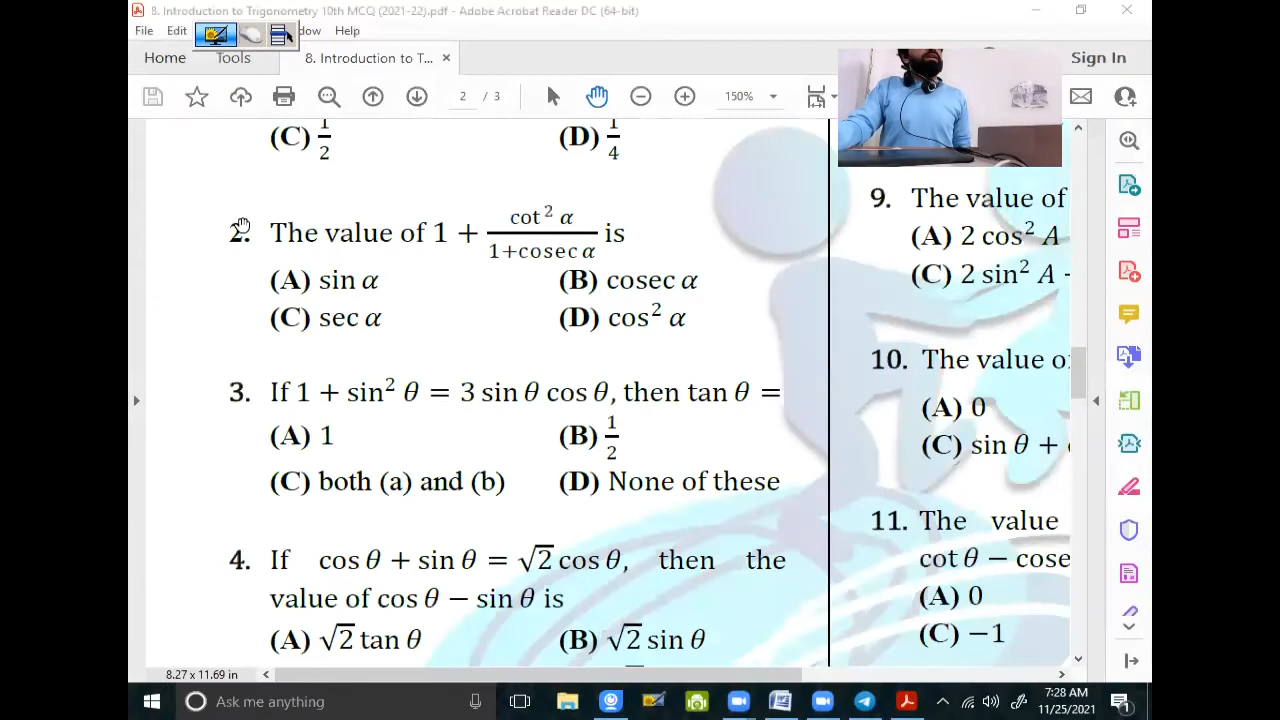 8. Introduction to Trigonometry 10th MCQ (2021-22).pdf - Adobe Acrobat Reader DC (64-bit)
File Edit dow Help
Home Tools 8. Introduction to T... × Sign In
2 / 3 150%
(C) 1/2 (D) 1/4
2. The value of 1 + cot² α / 1+cosec α is
(A) sin α (B) cosec α
(C) sec α (D) cos² α
3. If 1 + sin² θ = 3 sin θ cos θ, then tan θ =
(A) 1 (B) 1/2
(C) both (a) and (b) (D) None of these
4. If cos θ + sin θ = √2 cos θ, then the
value of cos θ − sin θ is
(A) √2 tan θ (B) √2 sin θ
9. The value of
(A) 2 cos² A
(C) 2 sin² A −
10. The value of
(A) 0
(C) sin θ +
11. The value
cot θ − cose
(A) 0
(C) −1
8.27 x 11.69 in
Ask me anything
7:28 AM
11/25/2021
1